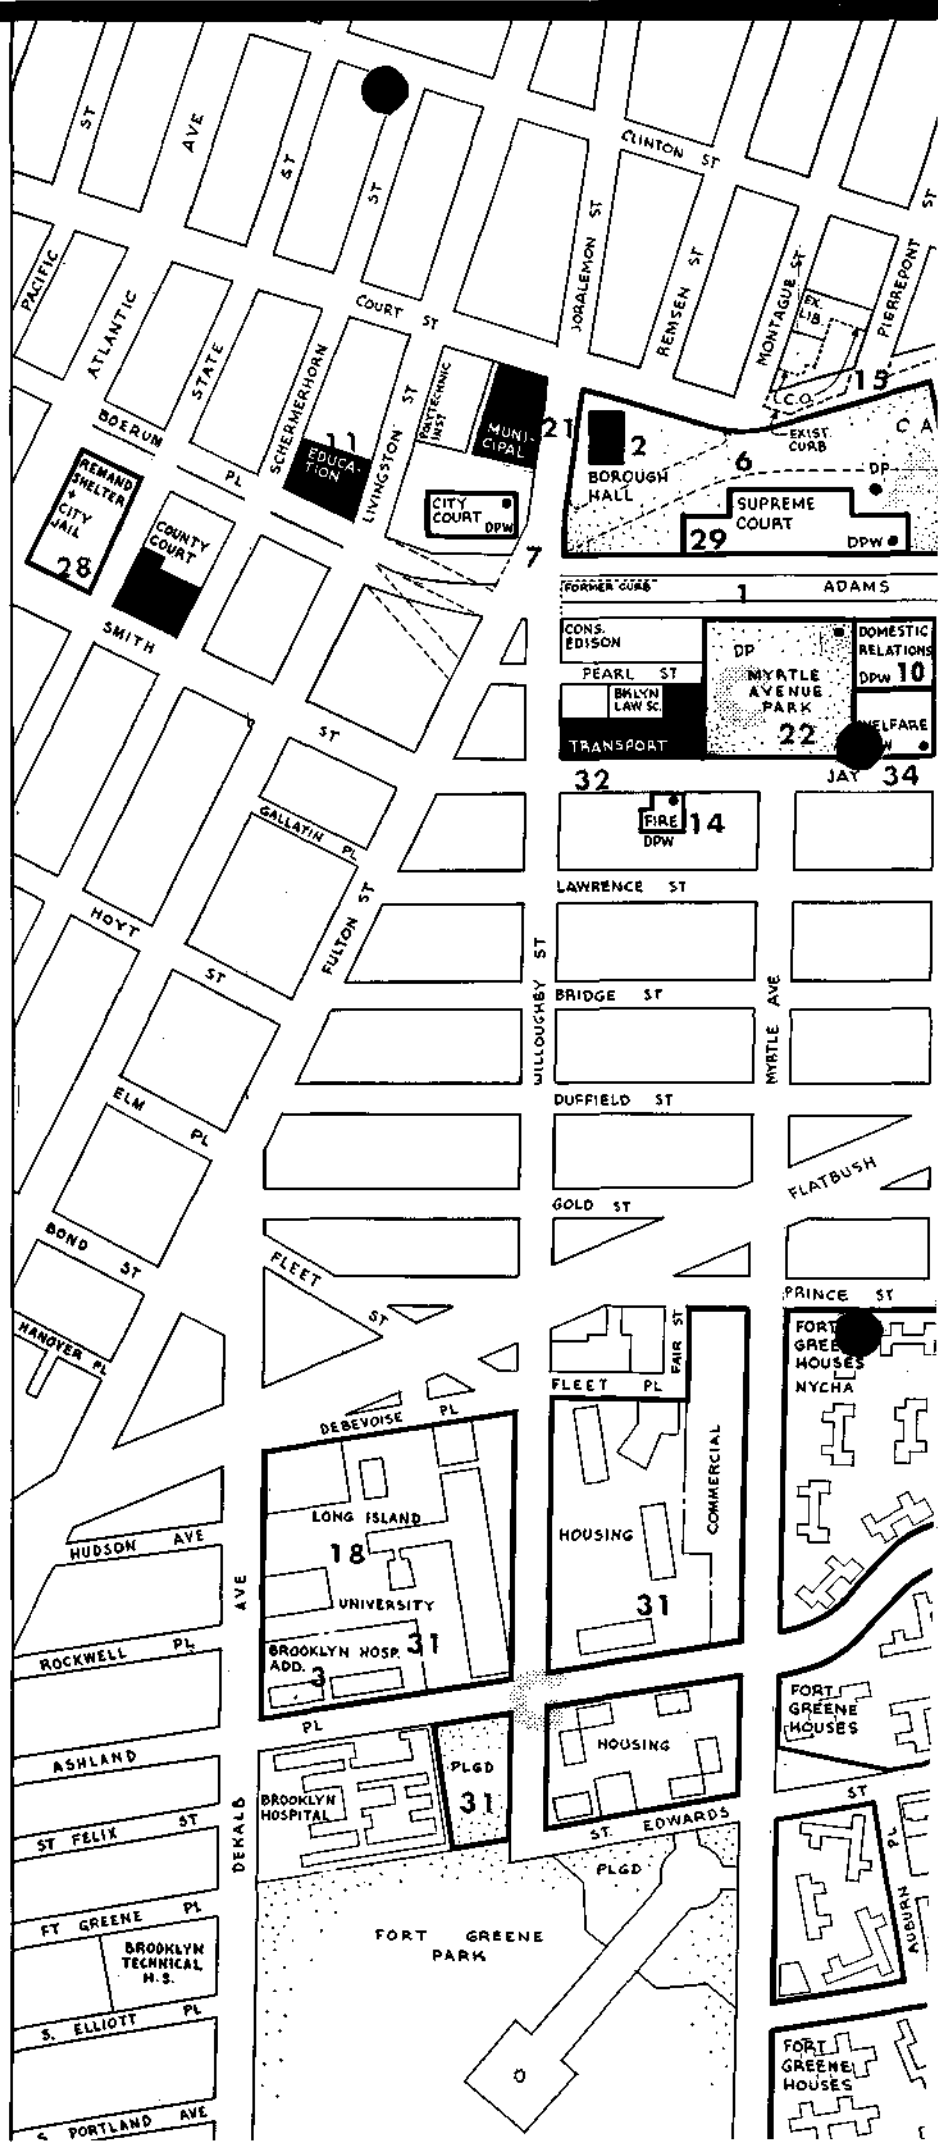 ST
AVE
ST
ST
CLINTON ST
ST
PACIFIC
ATLANTIC
STATE
SCHERMERHORN
COURT ST
JORALEMON ST
REMSEN ST
MONTAGUE ST
PIERREPONT
EX.
LIB.
15
C.O.
EXIST
CURB
C A
BOERUM
PL
11
EDUCA-
TION
LIVINGSTON ST
POLYTECHNIC
INST
MUNI-
CIPAL
21
2
BOROUGH
HALL
6
DP
REMAND
SHELTER
+
CITY
JAIL
28
COUNTY
COURT
CITY
COURT
DPW
SUPREME
COURT
29
DPW
7
FORMER CURB
1
ADAMS
SMITH
ST
CONS.
EDISON
PEARL ST
BKLYN
LAW SC.
TRANSPORT
32
DP
MYRTLE
AVENUE
PARK
22
DOMESTIC
RELATIONS
DPW 10
JAY 34
FIRE
14
DPW
GALLATIN PL
LAWRENCE ST
HOYT
ST
FULTON ST
WILLOUGHBY ST
BRIDGE ST
MYRTLE AVE
ELM PL
DUFFIELD ST
FLATBUSH
GOLD ST
BOND ST
FLEET
ST
PRINCE ST
HANOVER PL
FAIR ST
FLEET PL
FORT
GREENE
HOUSES
NYCHA
DEBEVOISE PL
LONG ISLAND
18
UNIVERSITY
31
BROOKLYN HOSP.
ADD.
3
HOUSING
31
COMMERCIAL
HUDSON AVE
AVE
ROCKWELL PL
PL
ASHLAND
FORT
GREENE
HOUSES
HOUSING
PLGD
31
BROOKLYN
HOSPITAL
ST FELIX ST
DEKALB
ST. EDWARDS
ST
PLGD
FT GREENE PL
AUBURN PL
FORT GREENE
PARK
BROOKLYN
TECHNICAL
H.S.
S. ELLIOTT PL
FORT
GREENE
HOUSES
S. PORTLAND AVE